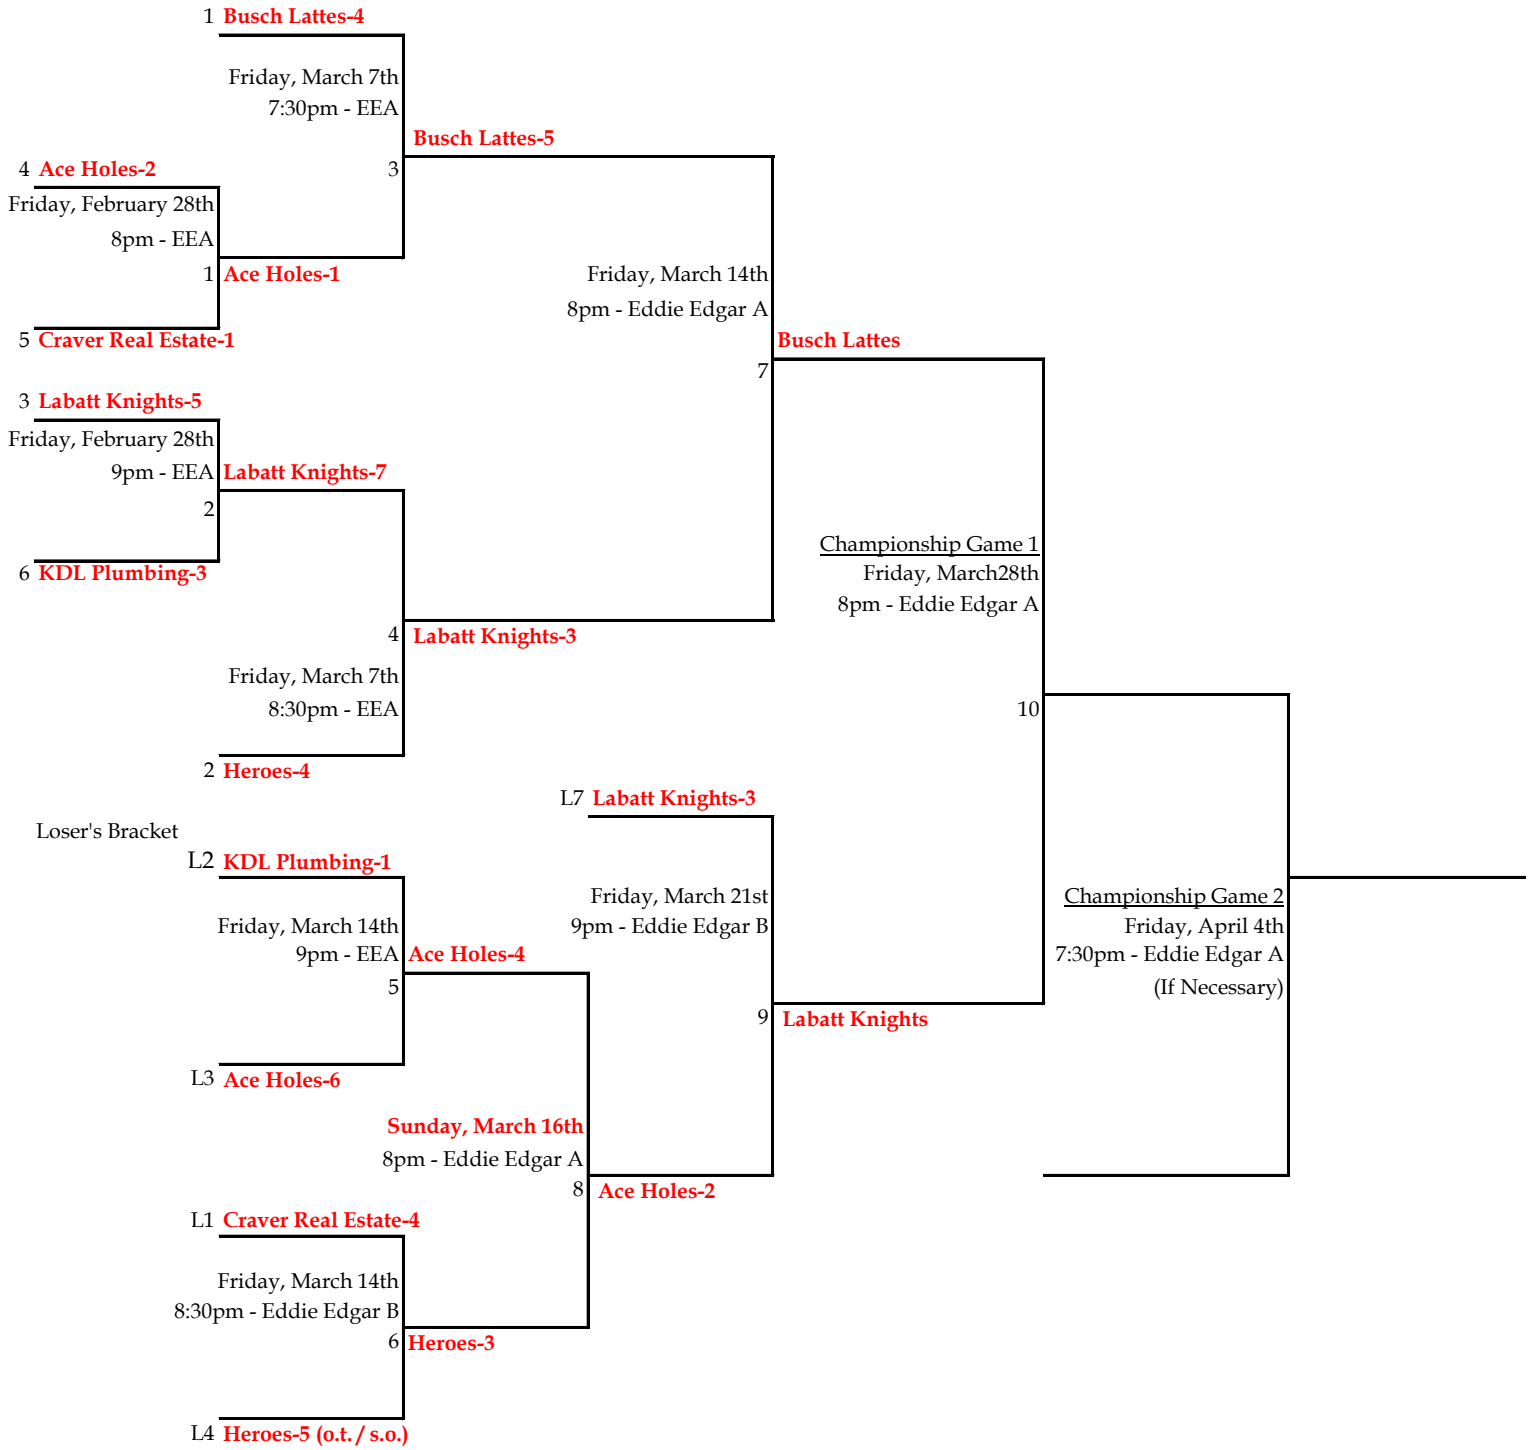 1 Busch Lattes-4
Friday, March 7th
7:30pm - EEA
Busch Lattes-5
3
4 Ace Holes-2
Friday, February 28th
8pm - EEA
1 Ace Holes-1
5 Craver Real Estate-1
Friday, March 14th
8pm - Eddie Edgar A
Busch Lattes
7
3 Labatt Knights-5
Friday, February 28th
9pm - EEA
Labatt Knights-7
2
6 KDL Plumbing-3
Championship Game 1
Friday, March28th
8pm - Eddie Edgar A
4 Labatt Knights-3
Friday, March 7th
8:30pm - EEA
10
2 Heroes-4
L7 Labatt Knights-3
Loser's Bracket
L2 KDL Plumbing-1
Friday, March 14th
9pm - EEA
Ace Holes-4
5
Friday, March 21st
9pm - Eddie Edgar B
Championship Game 2
Friday, April 4th
7:30pm - Eddie Edgar A
(If Necessary)
9 Labatt Knights
L3 Ace Holes-6
Sunday, March 16th
8pm - Eddie Edgar A
8 Ace Holes-2
L1 Craver Real Estate-4
Friday, March 14th
8:30pm - Eddie Edgar B
6 Heroes-3
L4 Heroes-5 (o.t. / s.o.)